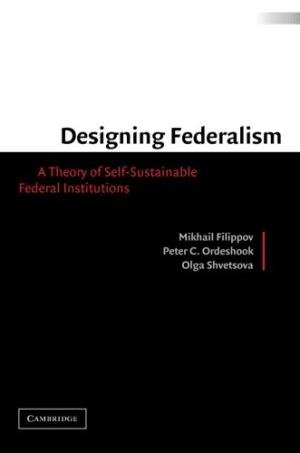 Designing Federalism
A Theory of Self-Sustainable
Federal Institutions
Mikhail Filippov
Peter C. Ordeshook
Olga Shvetsova
CAMBRIDGE